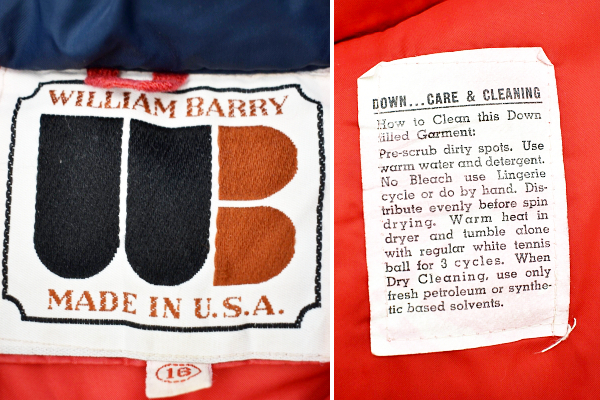 WILLIAM BARRY
WB
MADE IN U.S.A.
16
DOWN...CARE & CLEANING
How to Clean this Down
filled Garment:
Pre-scrub dirty spots. Use
warm water and detergent.
No Bleach use Lingerie
cycle or do by hand. Dis-
tribute evenly before spin
drying. Warm heat in
dryer and tumble alone
with regular white tennis
ball for 3 cycles. When
Dry Cleaning, use only
fresh petroleum or synthe-
tic based solvents.